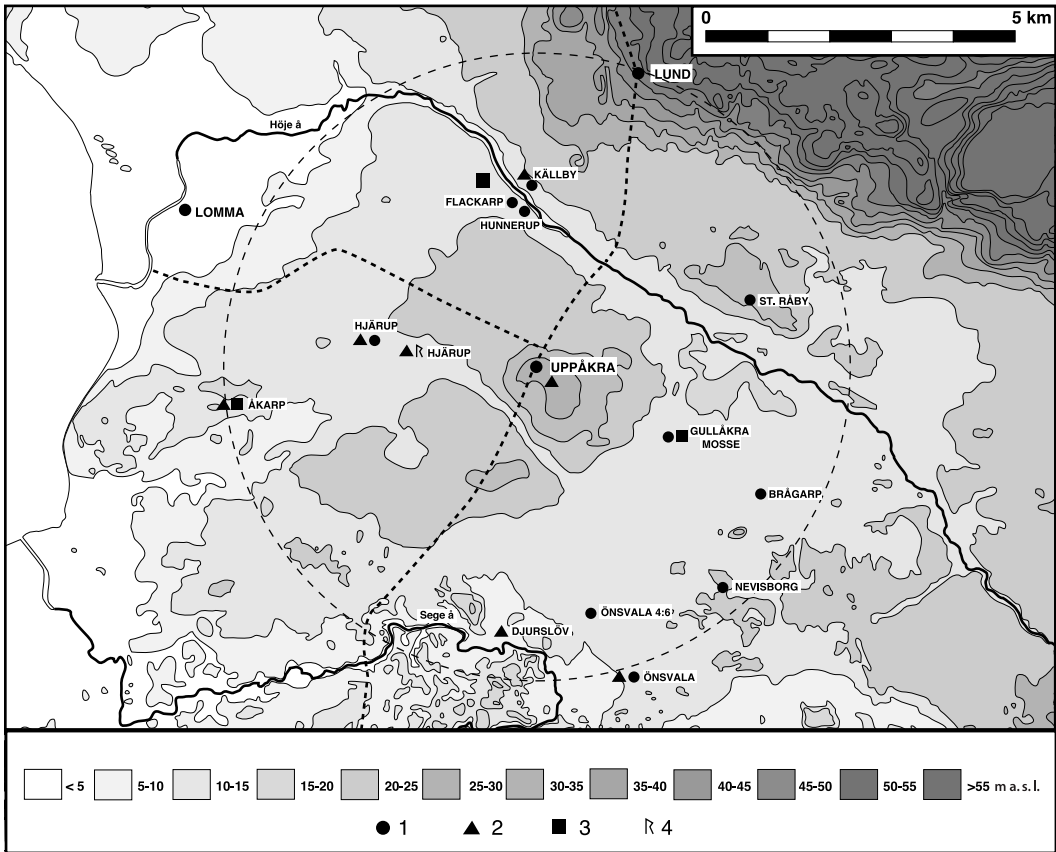 0 5 km
LUND
Höje å
KÄLLBY
FLACKARP
LOMMA
HUNNERUP
ST. RÅBY
HJÄRUP
ᚱ HJÄRUP
UPPÅKRA
ÅKARP
GULLÅKRA
MOSSE
BRÅGARP
NEVISBORG
Sege å
ÖNSVALA 4:6
DJURSLÖV
ÖNSVALA
< 5 5-10 10-15 15-20 20-25 25-30 30-35 35-40 40-45 45-50 50-55 >55 m a. s. l.
1 2 3 ᚱ 4